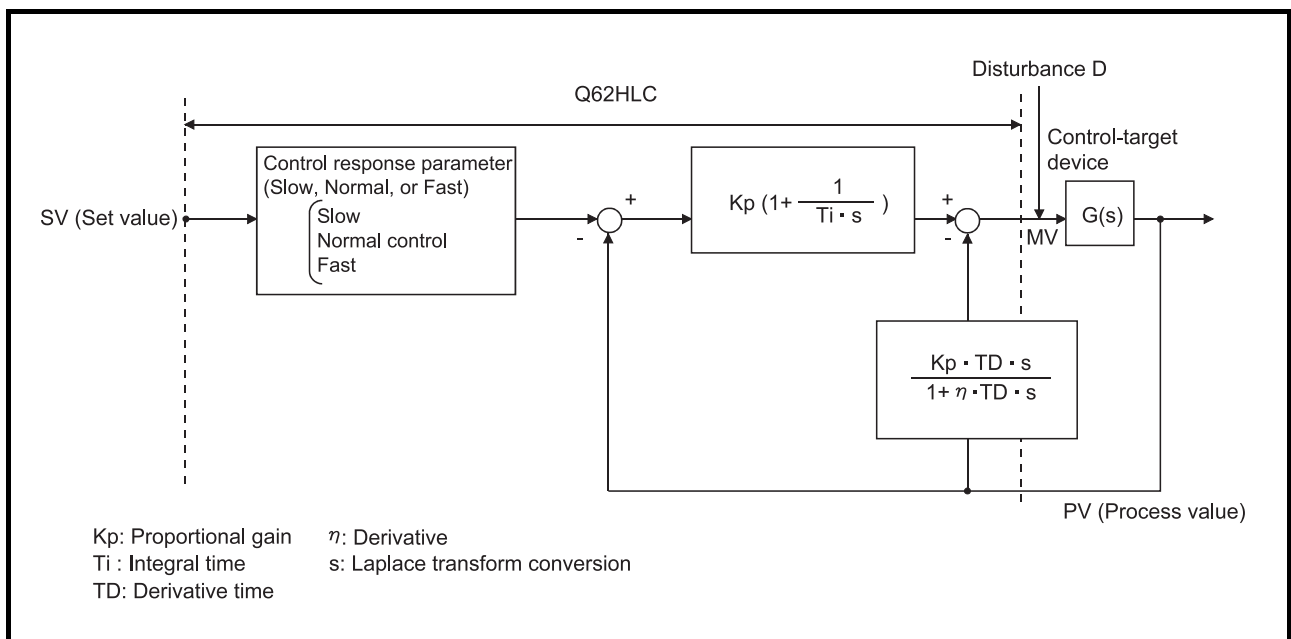 Disturbance D
Q62HLC
Control-target
device
Control response parameter
(Slow, Normal, or Fast)
Slow
Normal control
Fast
SV (Set value)
+
-
Kp (1+ 1 / Ti · s )
+
-
MV
G(s)
Kp · TD · s
1+ η · TD · s
PV (Process value)
Kp: Proportional gain η: Derivative
Ti : Integral time s: Laplace transform conversion
TD: Derivative time